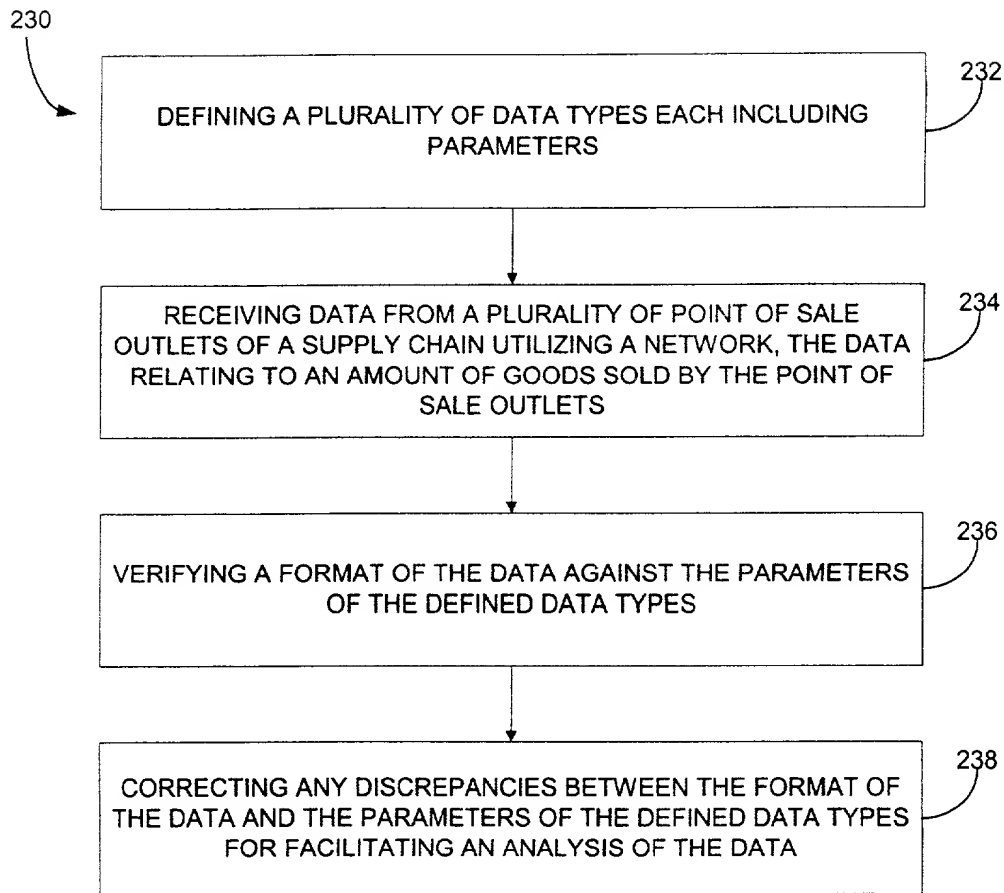 230
232
DEFINING A PLURALITY OF DATA TYPES EACH INCLUDING
PARAMETERS
234
RECEIVING DATA FROM A PLURALITY OF POINT OF SALE
OUTLETS OF A SUPPLY CHAIN UTILIZING A NETWORK, THE DATA
RELATING TO AN AMOUNT OF GOODS SOLD BY THE POINT OF
SALE OUTLETS
236
VERIFYING A FORMAT OF THE DATA AGAINST THE PARAMETERS
OF THE DEFINED DATA TYPES
238
CORRECTING ANY DISCREPANCIES BETWEEN THE FORMAT OF
THE DATA AND THE PARAMETERS OF THE DEFINED DATA TYPES
FOR FACILITATING AN ANALYSIS OF THE DATA